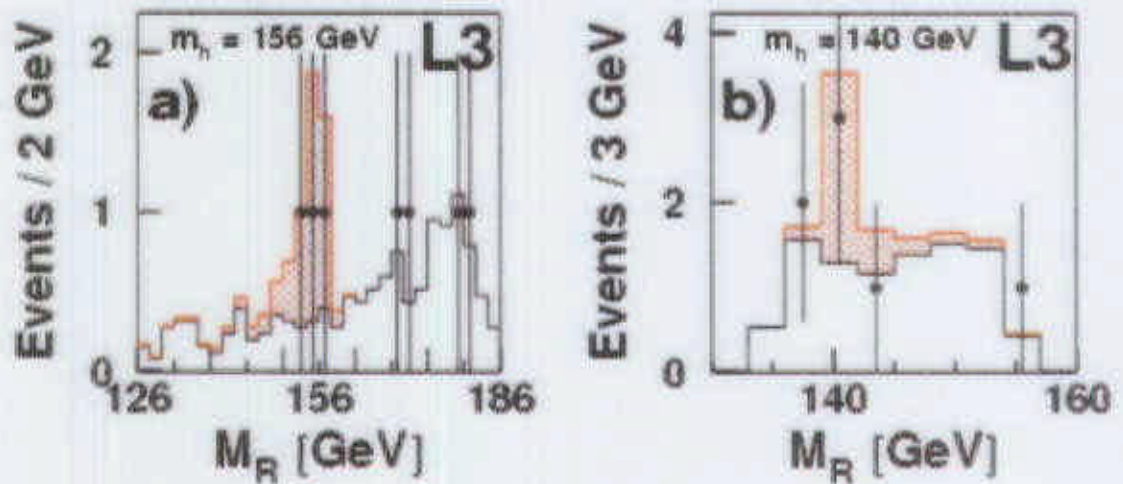 Events / 2 GeV
2
1
0
m_h = 156 GeV
L3
a)
126 156 186
M_R [GeV]
Events / 3 GeV
4
2
0
m_h = 140 GeV
L3
b)
140 160
M_R [GeV]